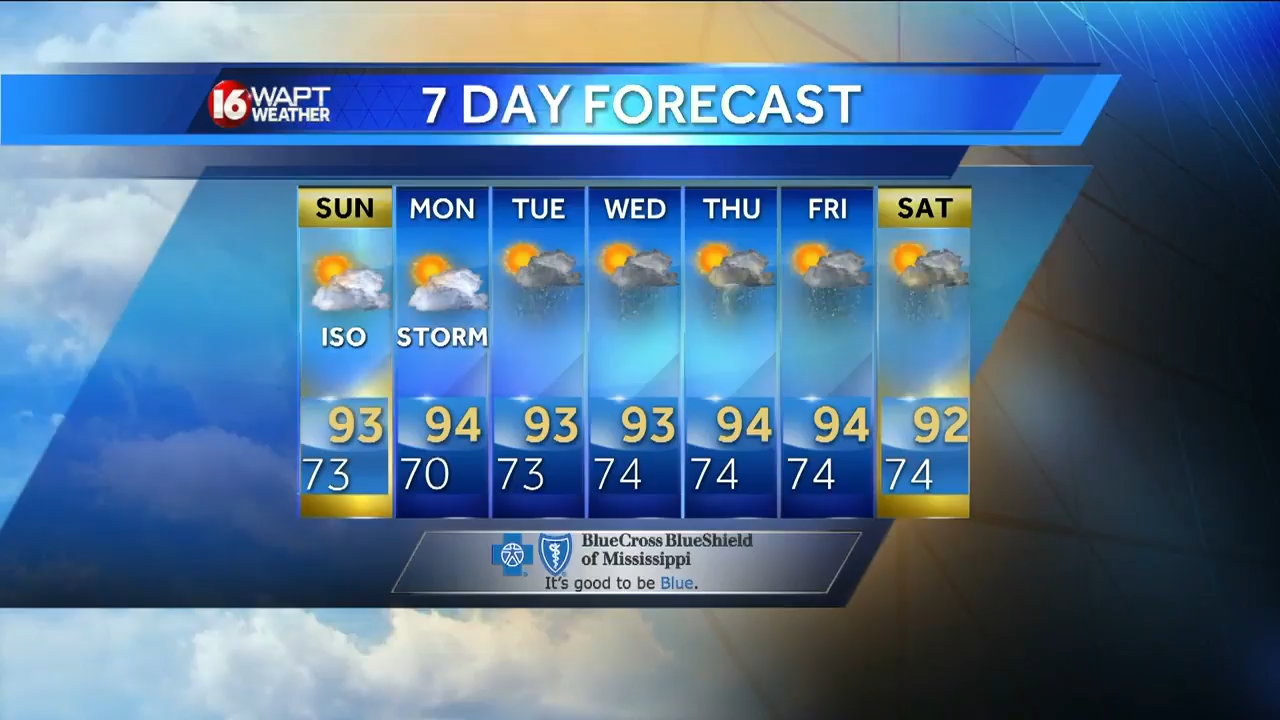 16 WAPT
WEATHER
7 DAY FORECAST
SUN MON TUE WED THU FRI SAT
ISO STORM
93 94 93 93 94 94 92
73 70 73 74 74 74 74
BlueCross BlueShield
of Mississippi
It's good to be Blue.